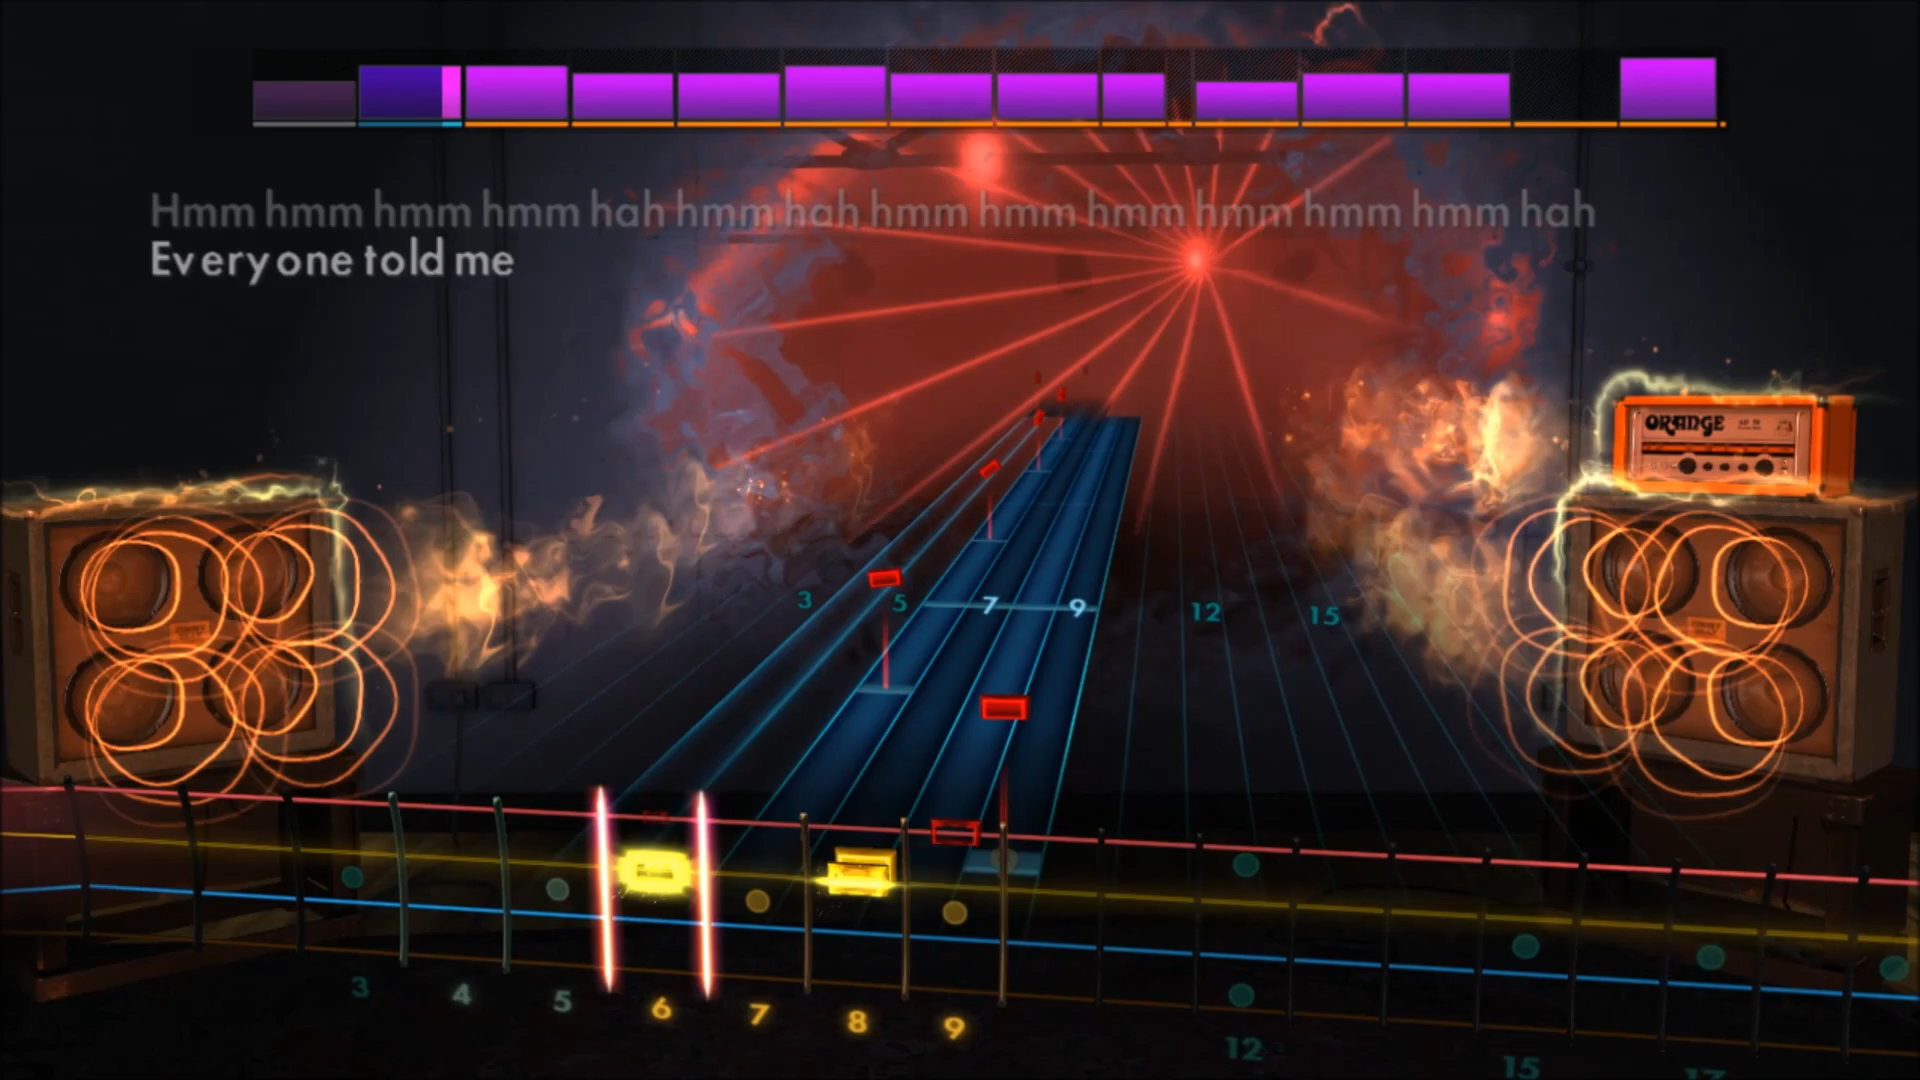 Hmm hmm hmm hmm hah hmm hah hmm hmm hmm hmm hmm hmm hah
Everyone told me
ORANGE
3 5 7 9 12 15
3 4 5 6 7 8 9 12 15 17